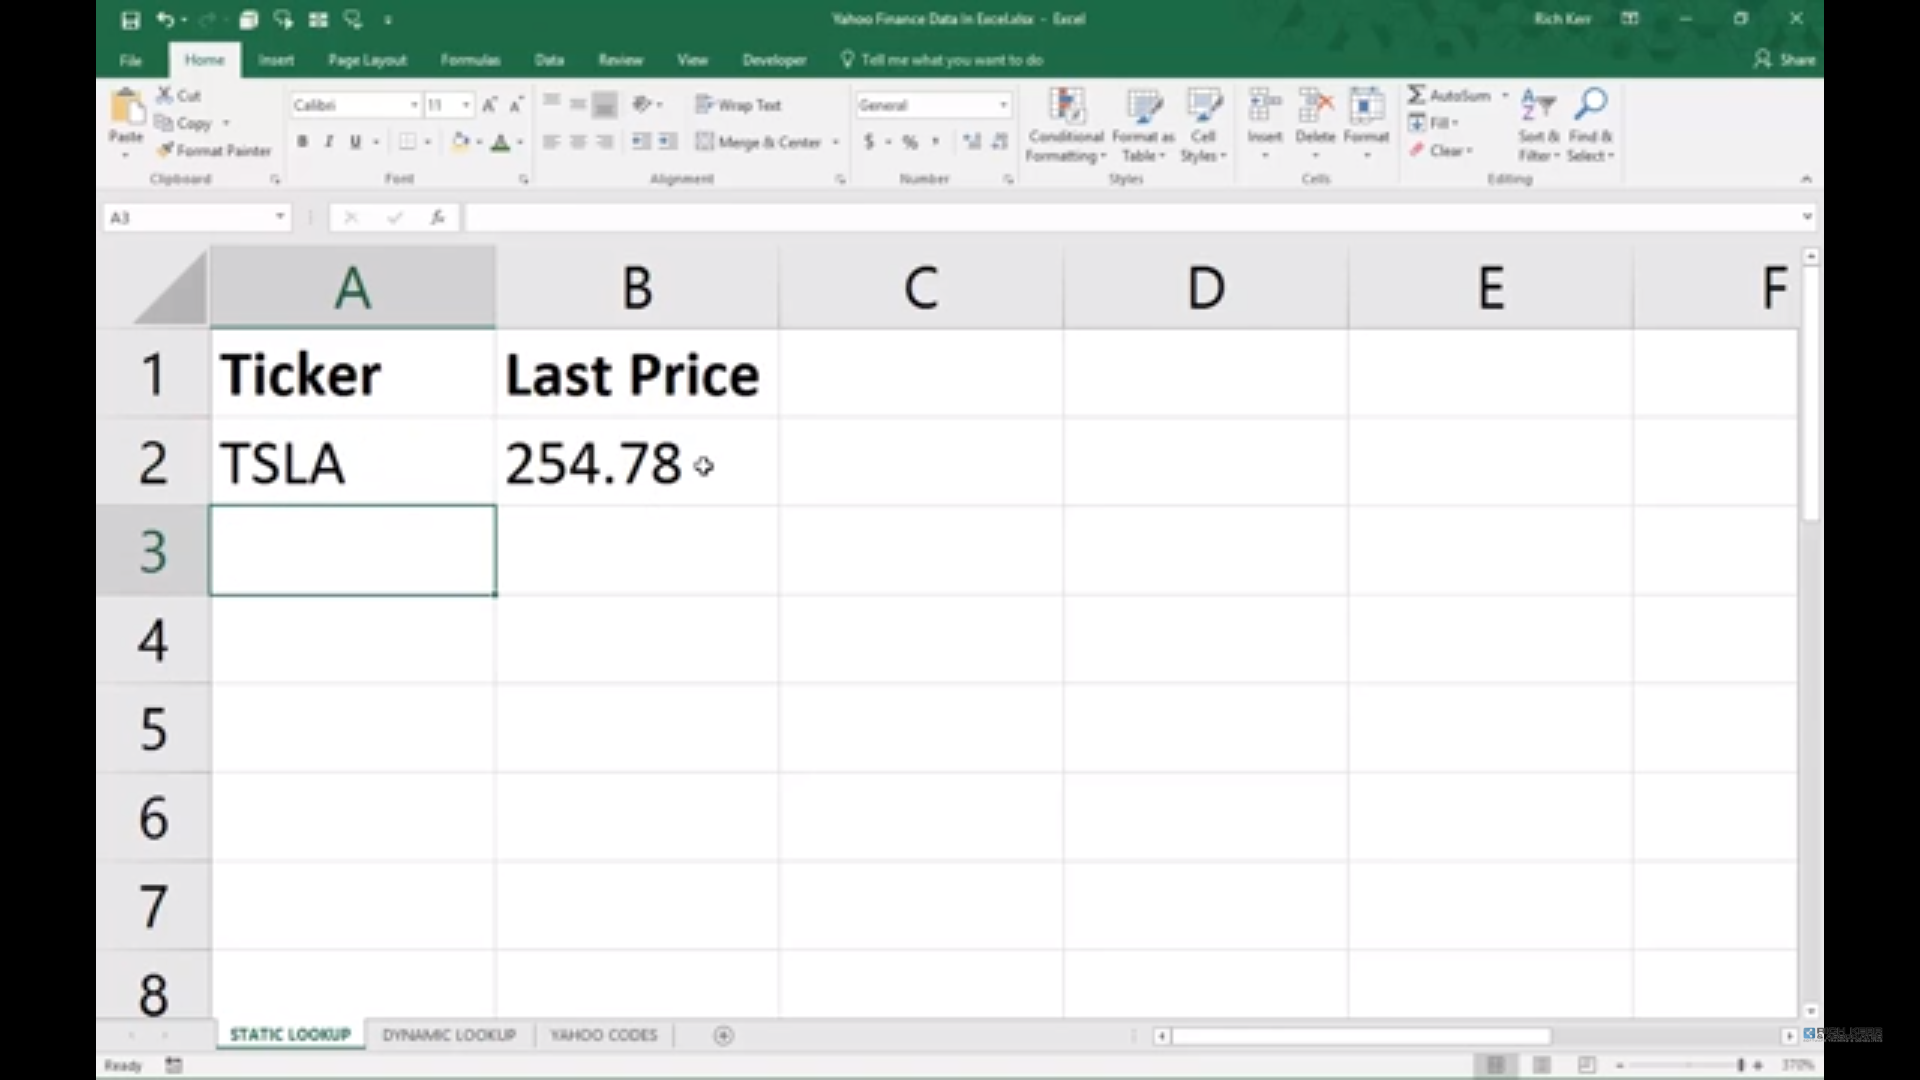 Yahoo Finance Data In Excel.xlsx - Excel
Rich Kerr
File Home Insert Page Layout Formulas Data Review View Developer Tell me what you want to do Share
Paste
Cut
Copy
Format Painter
Clipboard
Calibri 11
B I U
Font
Wrap Text
Merge & Center
Alignment
General
$ % ,
Number
Conditional Formatting
Format as Table
Cell Styles
Styles
Insert Delete Format
Cells
AutoSum
Fill
Clear
Sort & Filter
Find & Select
Editing
A3 fx
A B C D E F
1 Ticker Last Price
2 TSLA 254.78
3
4
5
6
7
8
STATIC LOOKUP DYNAMIC LOOKUP YAHOO CODES
Ready 370%